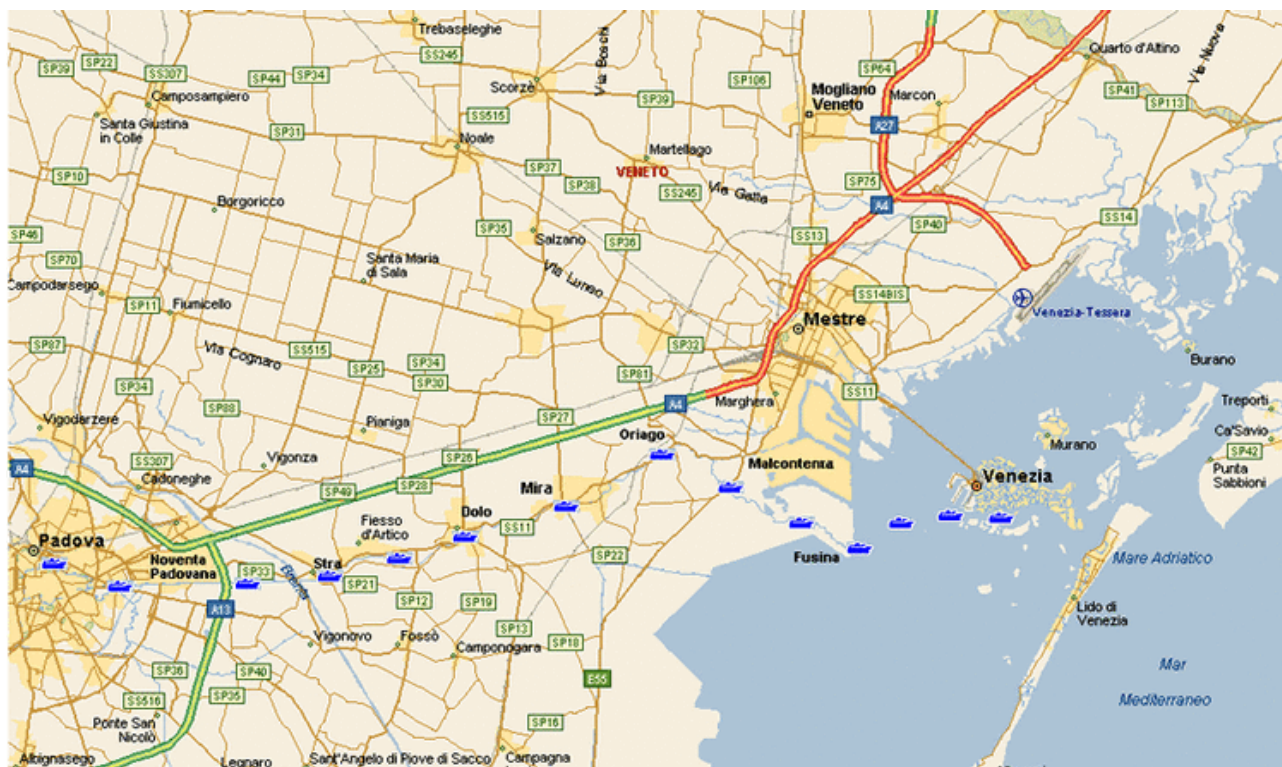 Trebaseleghe
SS245
Via Boschi
SP39
SP22
SS307
SP44
SP34
Scorzè
SP106
SP64
Quarto d'Altino
Via Nuova
Camposampiero
SP39
Mogliano
Veneto
Marcon
SP41
SP113
Santa Giustina
in Colle
SP31
SS515
Noale
A27
Martellago
VENETO
SP10
SP37
SP38
SS245
Via Gatta
SP75
A4
Borgoricco
SP46
SP35
Salzano
SP36
SS13
SP40
SS14
SP70
Santa Maria
di Sala
Via Lungo
Campodarsego
SP11
Fiumicello
SS14BIS
Venezia-Tessera
Mestre
SP87
Via Cognaro
SS515
SP34
SP25
SP30
SP32
Burano
SP34
SP88
SP81
SS11
Marghera
A4
Treporti
Vigodarzere
Pianiga
SP27
Oriago
Murano
Ca'Savio
SP42
Punta
Sabbioni
A4
SS307
Cadoneghe
Vigonza
SP26
SP28
SP49
Malcontenta
Venezia
Mira
Dolo
SS11
Fiesso
d'Artico
Padova
Noventa
Padovana
SP33
Brenta
Stra
SP21
SP22
Fusina
Mare Adriatico
A13
SP12
SP19
SP13
SP18
Lido di
Venezia
Vigonovo
Fossò
Camponogara
SP36
SP40
SP35
E55
Mar
Mediterraneo
SS516
Ponte San
Nicolò
SP16
Albignasego
Legnaro
Sant'Angelo di Piove di Sacco
Campagna